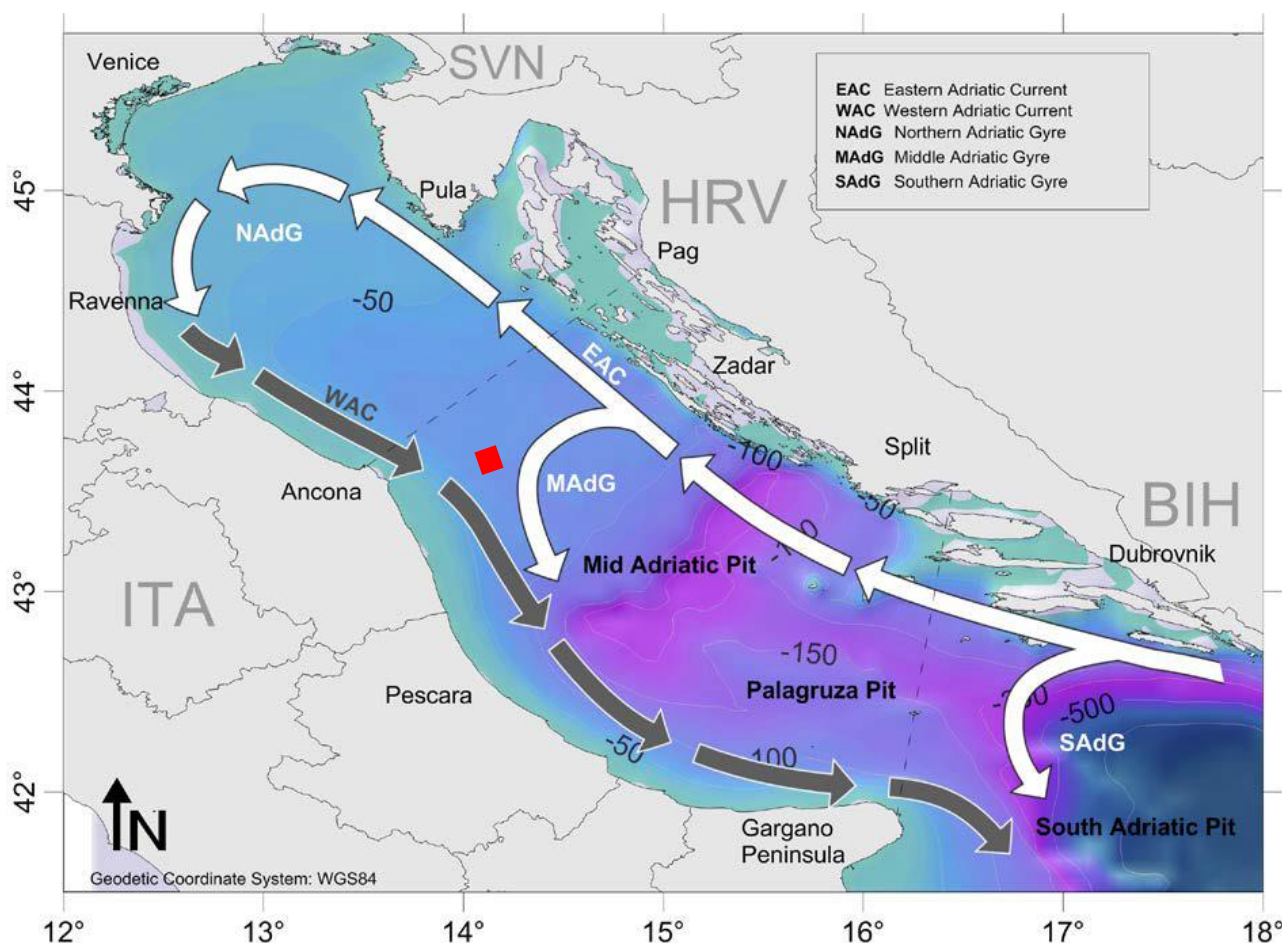 Venice
SVN
EAC Eastern Adriatic Current
WAC Western Adriatic Current
NAdG Northern Adriatic Gyre
MAdG Middle Adriatic Gyre
SAdG Southern Adriatic Gyre
45°
Pula
HRV
NAdG
Pag
Ravenna
-50
44°
EAC
Zadar
WAC
-100
Split
Ancona
MAdG
-50
BIH
Dubrovnik
43°
Mid Adriatic Pit
ITA
-150
Pescara
Palagruza Pit
-500
-50
100
SAdG
42°
N
Gargano
Peninsula
South Adriatic Pit
Geodetic Coordinate System: WGS84
12°
13°
14°
15°
16°
17°
18°